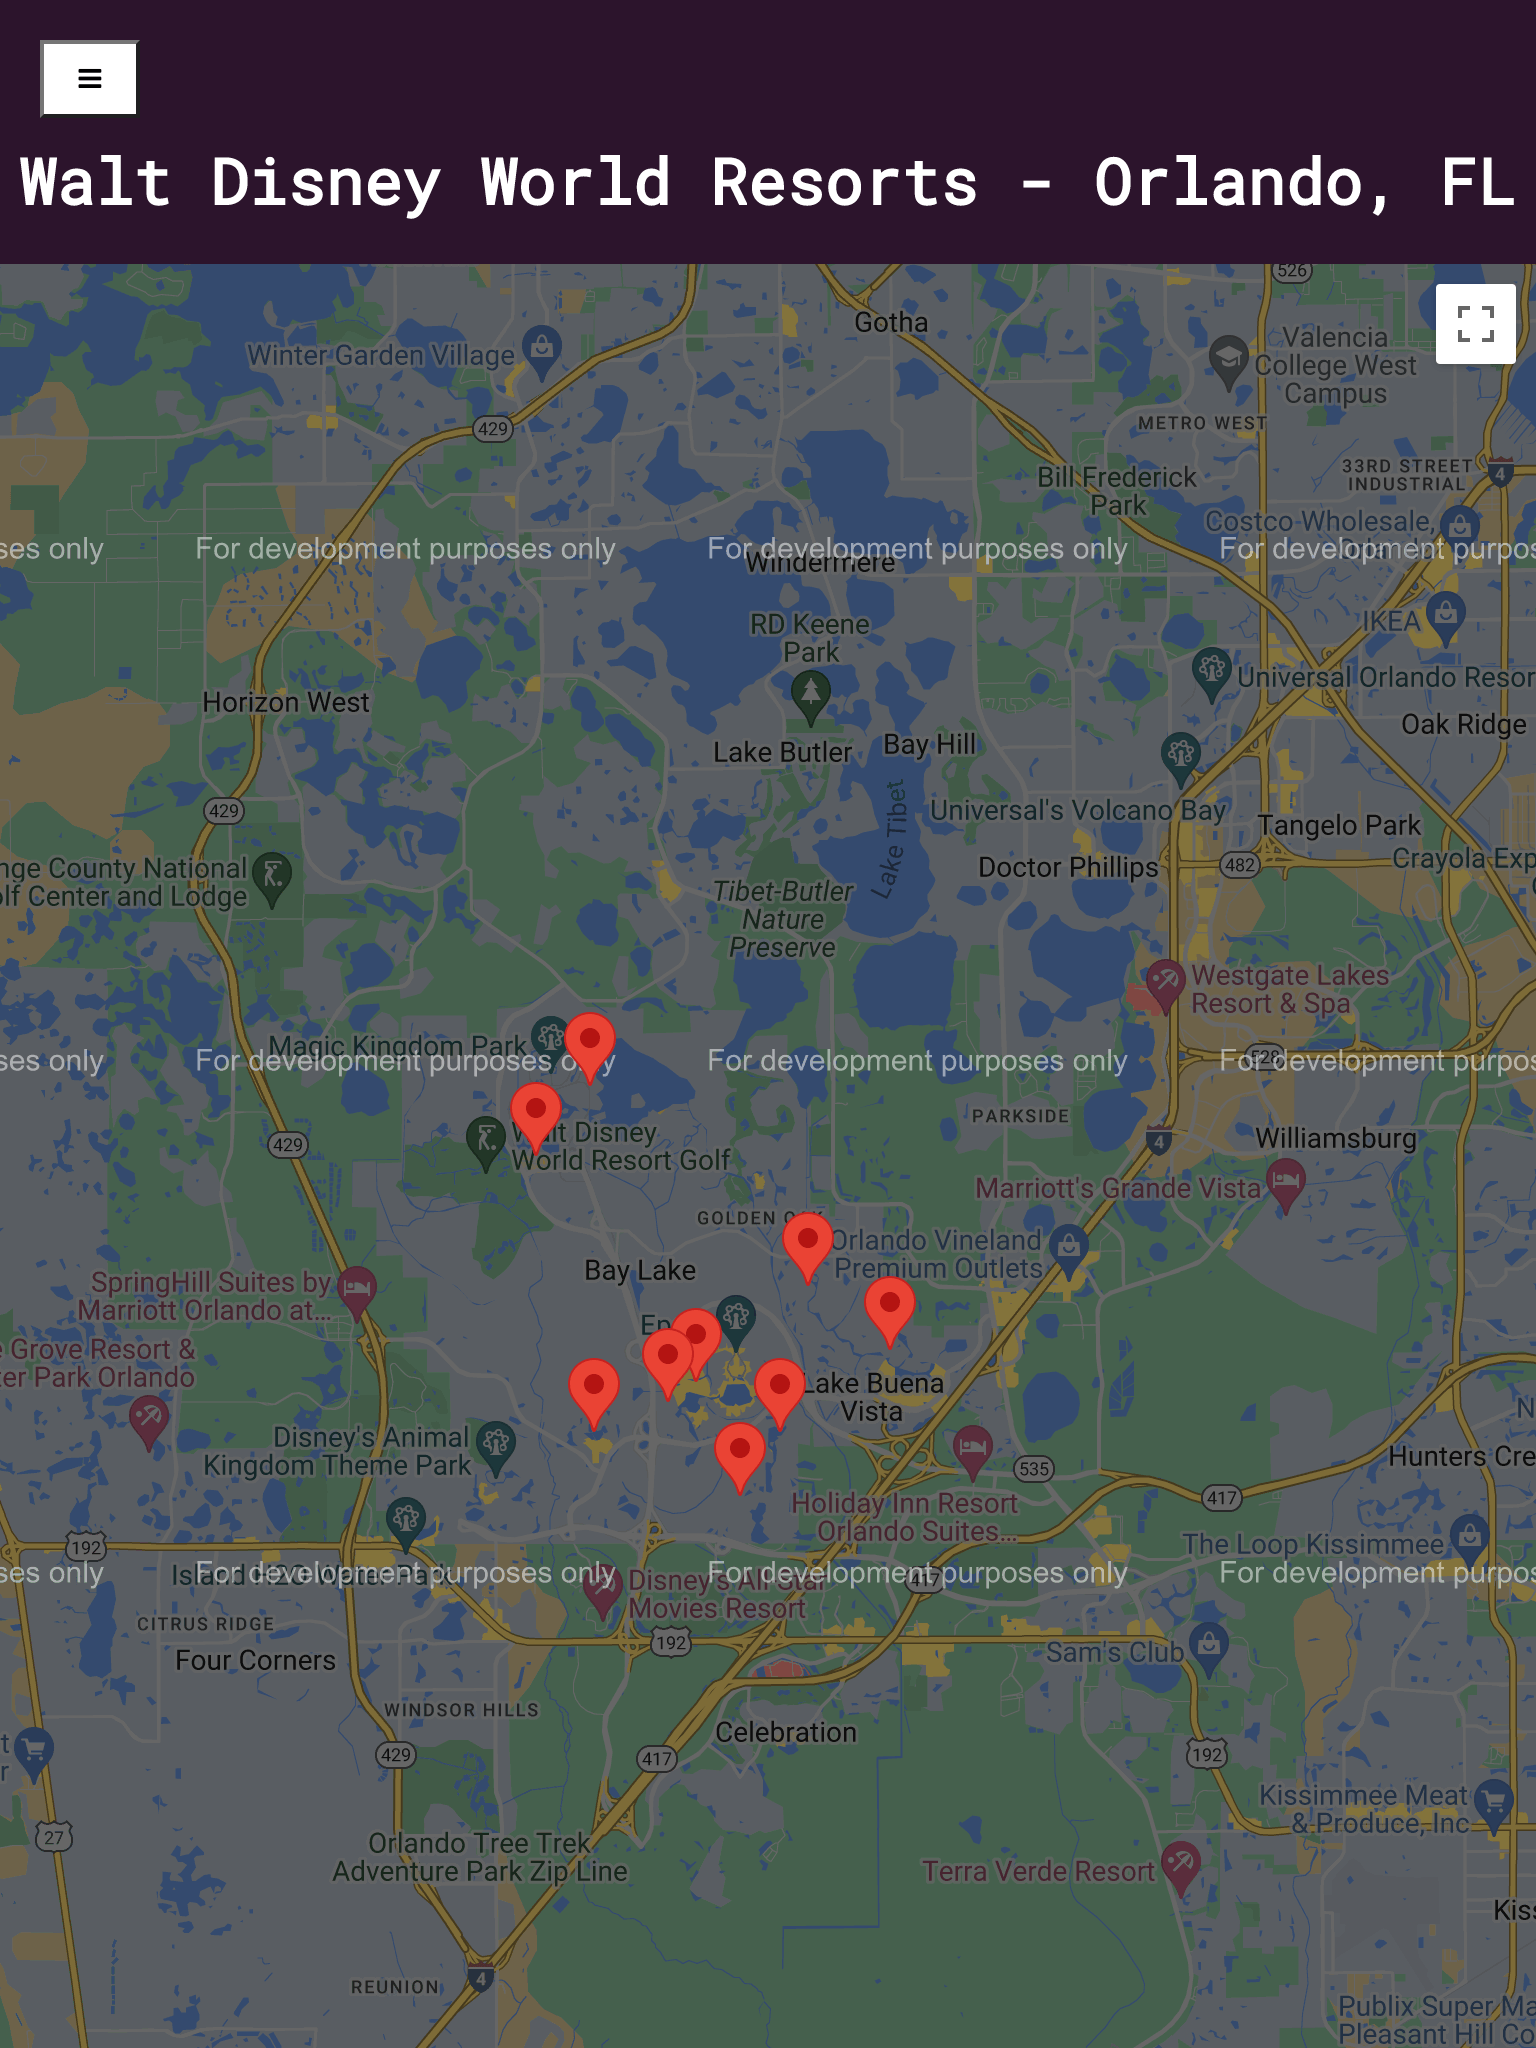 Walt Disney World Resorts - Orlando, FL
526
Gotha
Winter Garden Village
Valencia
College West
Campus
429
METRO WEST
33RD STREET
INDUSTRIAL
4
Bill Frederick
Park
Costco Wholesale,
ses only
For development purposes only
For development purposes only
For development purpos
Windermere
IKEA
RD Keene
Park
Universal Orlando Resor
Horizon West
Oak Ridge
Lake Butler
Bay Hill
Lake Tibet
429
Universal's Volcano Bay
Tangelo Park
482
Crayola Exp
nge County National
olf Center and Lodge
Doctor Phillips
Tibet-Butler
Nature
Preserve
Westgate Lakes
Resort & Spa
Magic Kingdom Park
ses only
For development purposes only
For development purposes only
528
For development purpos
PARKSIDE
429
4
Williamsburg
Walt Disney
World Resort Golf
Marriott's Grande Vista
GOLDEN OAK
Orlando Vineland
Premium Outlets
Bay Lake
SpringHill Suites by
Marriott Orlando at...
Ep
e Grove Resort &
ter Park Orlando
Lake Buena
Vista
N
Disney's Animal
Kingdom Theme Park
Hunters Cre
535
417
Holiday Inn Resort
Orlando Suites...
192
The Loop Kissimmee
Island H2O Water Park
ses only
For development purposes only
For development purposes only
417
For development purpos
Disney's All-Star
Movies Resort
CITRUS RIDGE
Four Corners
192
Sam's Club
WINDSOR HILLS
Celebration
t
r
429
417
192
Kissimmee Meat
& Produce, Inc
27
Orlando Tree Trek
Adventure Park Zip Line
Terra Verde Resort
Kiss
REUNION
4
Publix Super Ma
Pleasant Hill Co